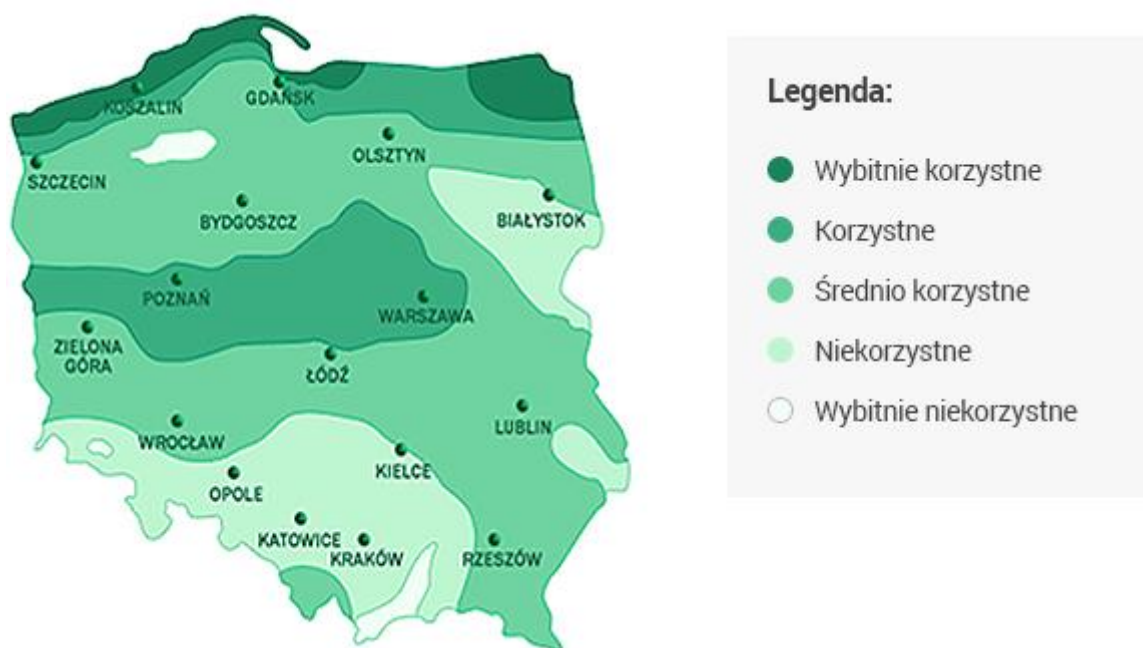 KOSZALIN
GDAŃSK
OLSZTYN
SZCZECIN
BYDGOSZCZ
BIAŁYSTOK
POZNAŃ
WARSZAWA
ZIELONA
GÓRA
ŁÓDŹ
WROCŁAW
LUBLIN
KIELCE
OPOLE
KATOWICE
KRAKÓW
RZESZÓW
Legenda:
Wybitnie korzystne
Korzystne
Średnio korzystne
Niekorzystne
Wybitnie niekorzystne